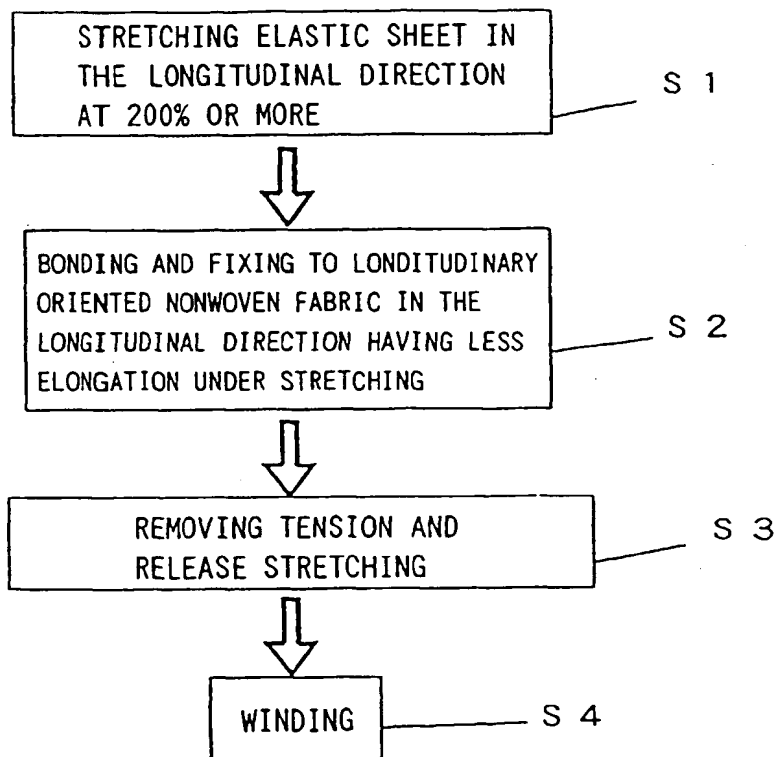 STRETCHING ELASTIC SHEET IN
THE LONGITUDINAL DIRECTION
AT 200% OR MORE
S 1
BONDING AND FIXING TO LONDITUDINARY
ORIENTED NONWOVEN FABRIC IN THE
LONGITUDINAL DIRECTION HAVING LESS
ELONGATION UNDER STRETCHING
S 2
REMOVING TENSION AND
RELEASE STRETCHING
S 3
WINDING
S 4